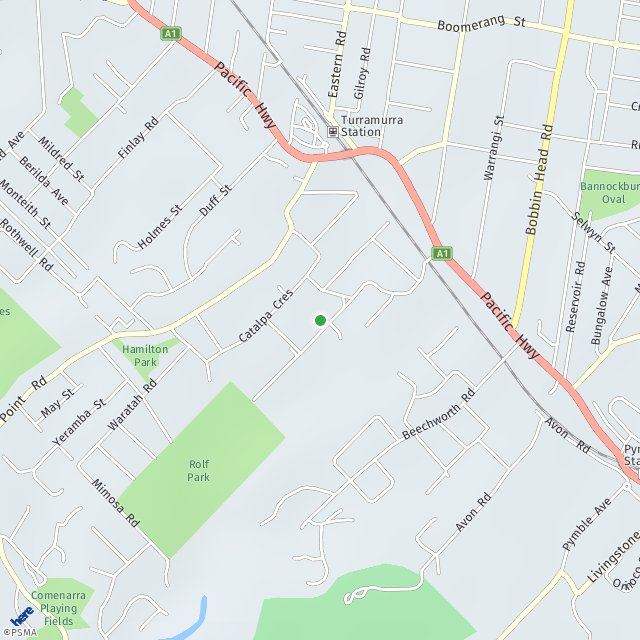 Boomerang St
A1
Eastern Rd
Gilroy Rd
Pacific Hwy
Turramurra
Station
Finlay Rd
Mildred St
Berilda Ave
Warrangi St
Bobbin Head Rd
Monteith St
Duff St
Bannockbu
Oval
Holmes St
Selwyn St
Rothwell Rd
A1
Reservoir Rd
Bungalow Ave
Catalpa Cres
Pacific Hwy
Hamilton
Park
Point Rd
May St
Waratah Rd
Yeramba St
Beechworth Rd
Avon Rd
Rolf
Park
Mimosa Rd
Avon Rd
Pymble Ave
Livingstone
Comenarra
Playing
Fields
here
©PSMA